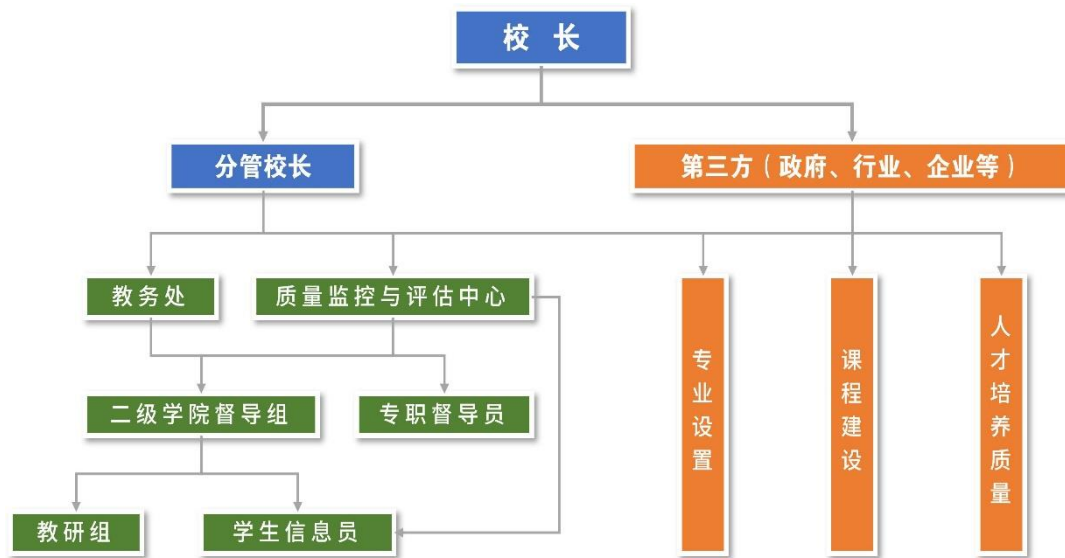 校 长
分管校长
第三方（政府、行业、企业等）
教务处
质量监控与评估中心
二级学院督导组
专职督导员
教研组
学生信息员
专业设置
课程建设
人才培养质量